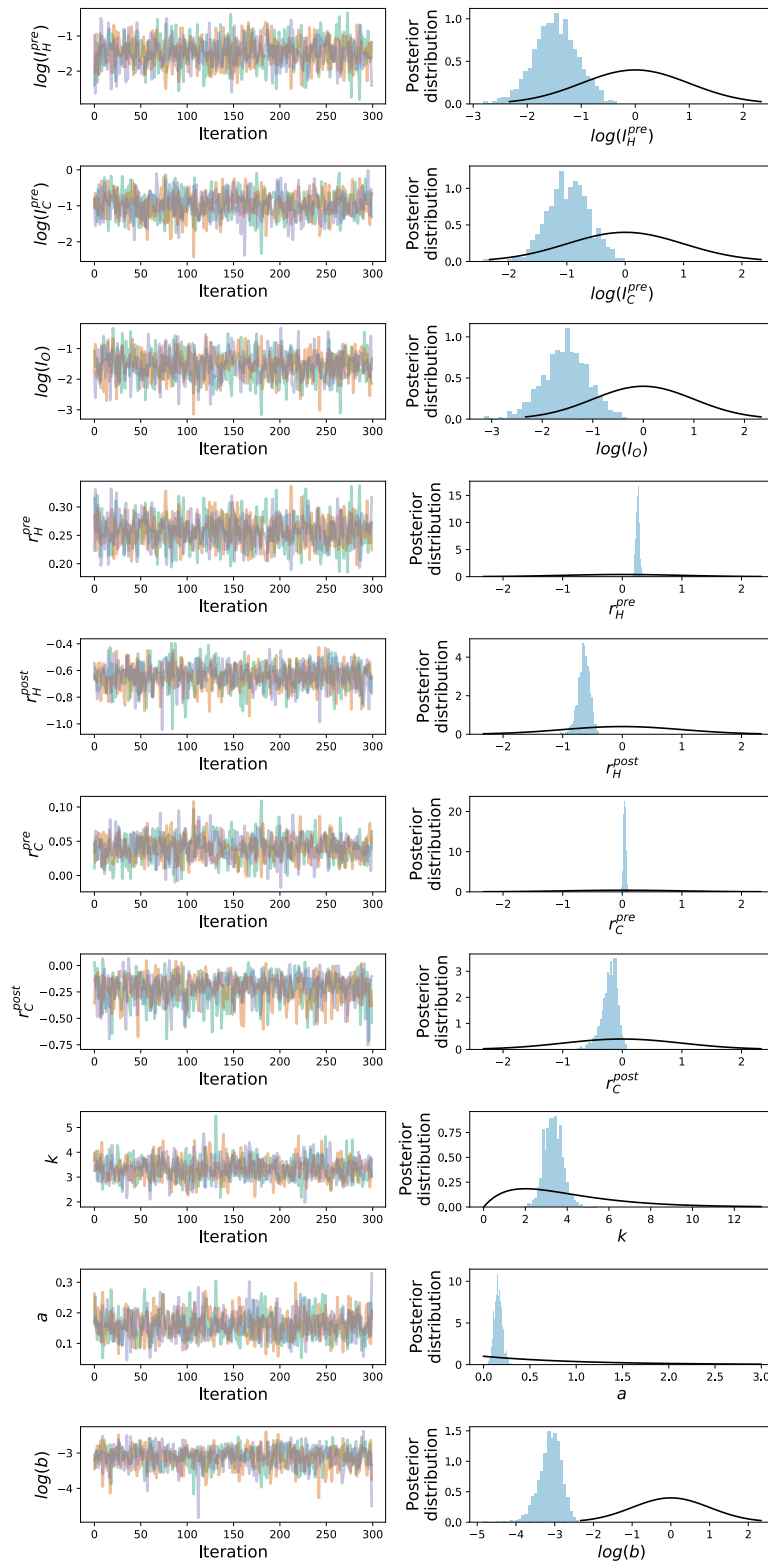 log(I_H^pre)
−1
−2
0 50 100 150 200 250 300
Iteration
Posterior
distribution
1.0
0.5
0.0
−3 −2 −1 0 1 2
log(I_H^pre)
log(I_C^pre)
0
−1
−2
0 50 100 150 200 250 300
Iteration
Posterior
distribution
1.0
0.5
0.0
−2 −1 0 1 2
log(I_C^pre)
log(I_O)
−1
−2
−3
0 50 100 150 200 250 300
Iteration
Posterior
distribution
1.0
0.5
0.0
−3 −2 −1 0 1 2
log(I_O)
r_H^pre
0.30
0.25
0.20
0 50 100 150 200 250 300
Iteration
Posterior
distribution
15
10
5
0
−2 −1 0 1 2
r_H^pre
r_H^post
−0.4
−0.6
−0.8
−1.0
0 50 100 150 200 250 300
Iteration
Posterior
distribution
4
2
0
−2 −1 0 1 2
r_H^post
r_C^pre
0.10
0.05
0.00
0 50 100 150 200 250 300
Iteration
Posterior
distribution
20
10
0
−2 −1 0 1 2
r_C^pre
r_C^post
0.00
−0.25
−0.50
−0.75
0 50 100 150 200 250 300
Iteration
Posterior
distribution
3
2
1
0
−2 −1 0 1 2
r_C^post
k
5
4
3
2
0 50 100 150 200 250 300
Iteration
Posterior
distribution
0.75
0.50
0.25
0.00
0 2 4 6 8 10 12
k
a
0.3
0.2
0.1
0 50 100 150 200 250 300
Iteration
Posterior
distribution
10
5
0
0.0 0.5 1.0 1.5 2.0 2.5 3.0
a
log(b)
−3
−4
0 50 100 150 200 250 300
Iteration
Posterior
distribution
1.5
1.0
0.5
0.0
−5 −4 −3 −2 −1 0 1 2
log(b)